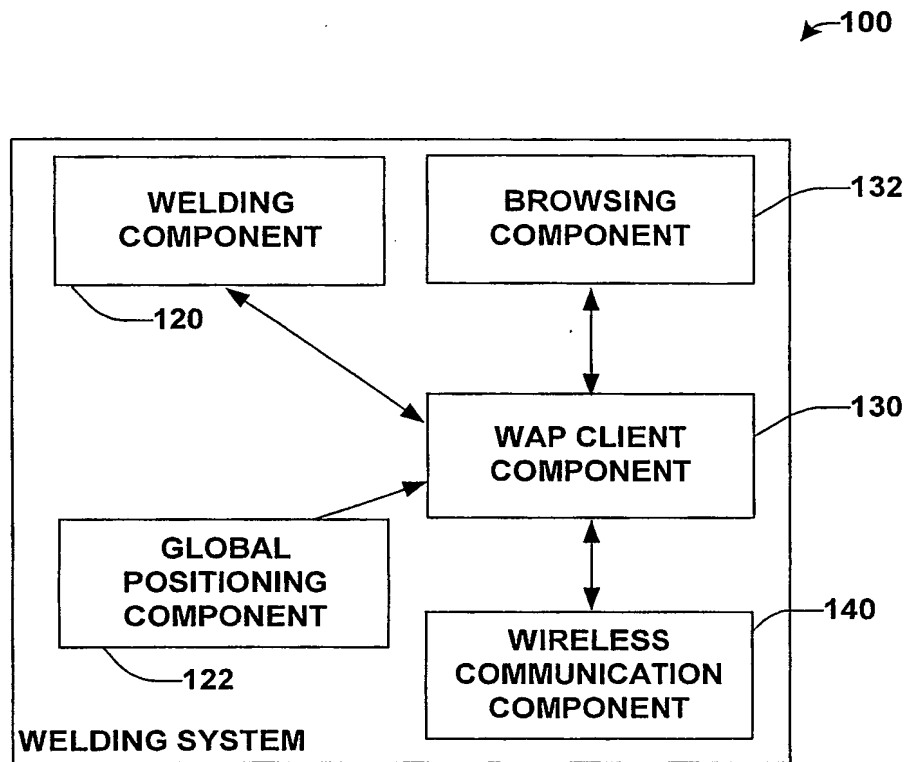 100
WELDING
COMPONENT
120
BROWSING
COMPONENT
132
WAP CLIENT
COMPONENT
130
GLOBAL
POSITIONING
COMPONENT
122
WIRELESS
COMMUNICATION
COMPONENT
140
WELDING SYSTEM